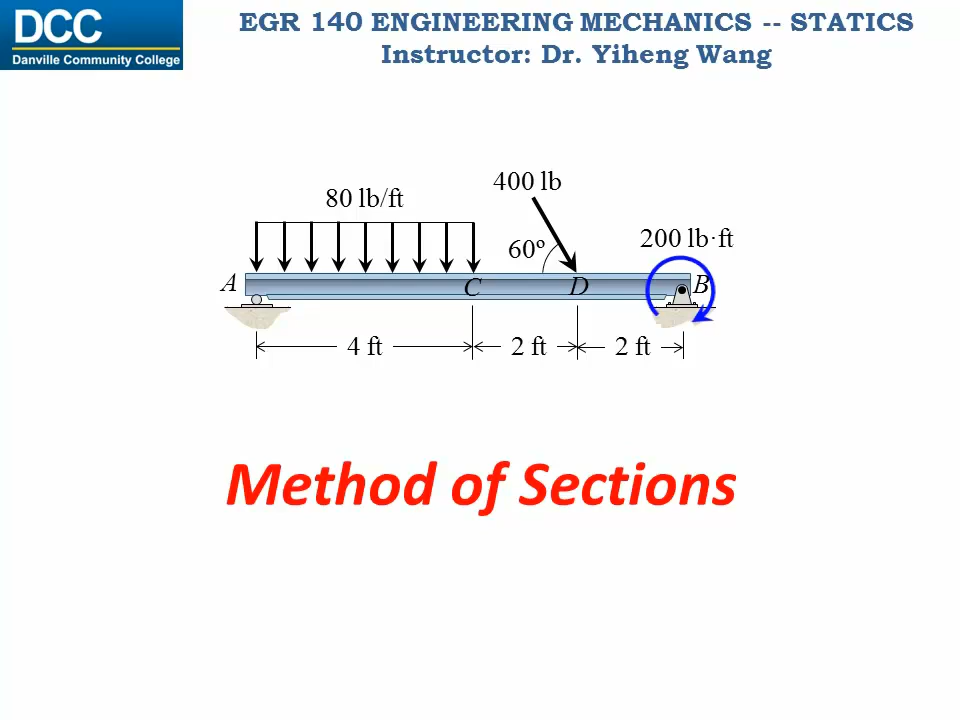 DCC
Danville Community College
EGR 140 ENGINEERING MECHANICS -- STATICS
Instructor: Dr. Yiheng Wang
400 lb
80 lb/ft
200 lb·ft
60º
A
C
D
B
4 ft
2 ft
2 ft
Method of Sections